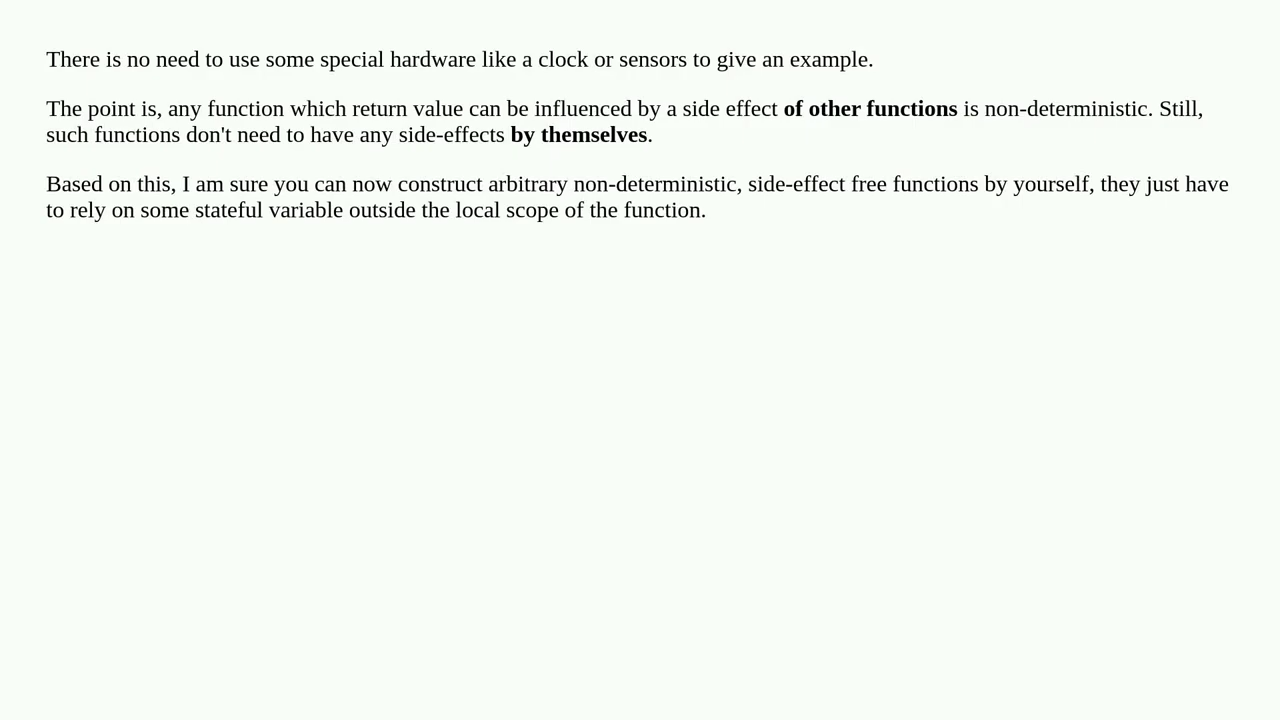 There is no need to use some special hardware like a clock or sensors to give an example.
The point is, any function which return value can be influenced by a side effect of other functions is non-deterministic. Still,
such functions don't need to have any side-effects by themselves.
Based on this, I am sure you can now construct arbitrary non-deterministic, side-effect free functions by yourself, they just have
to rely on some stateful variable outside the local scope of the function.